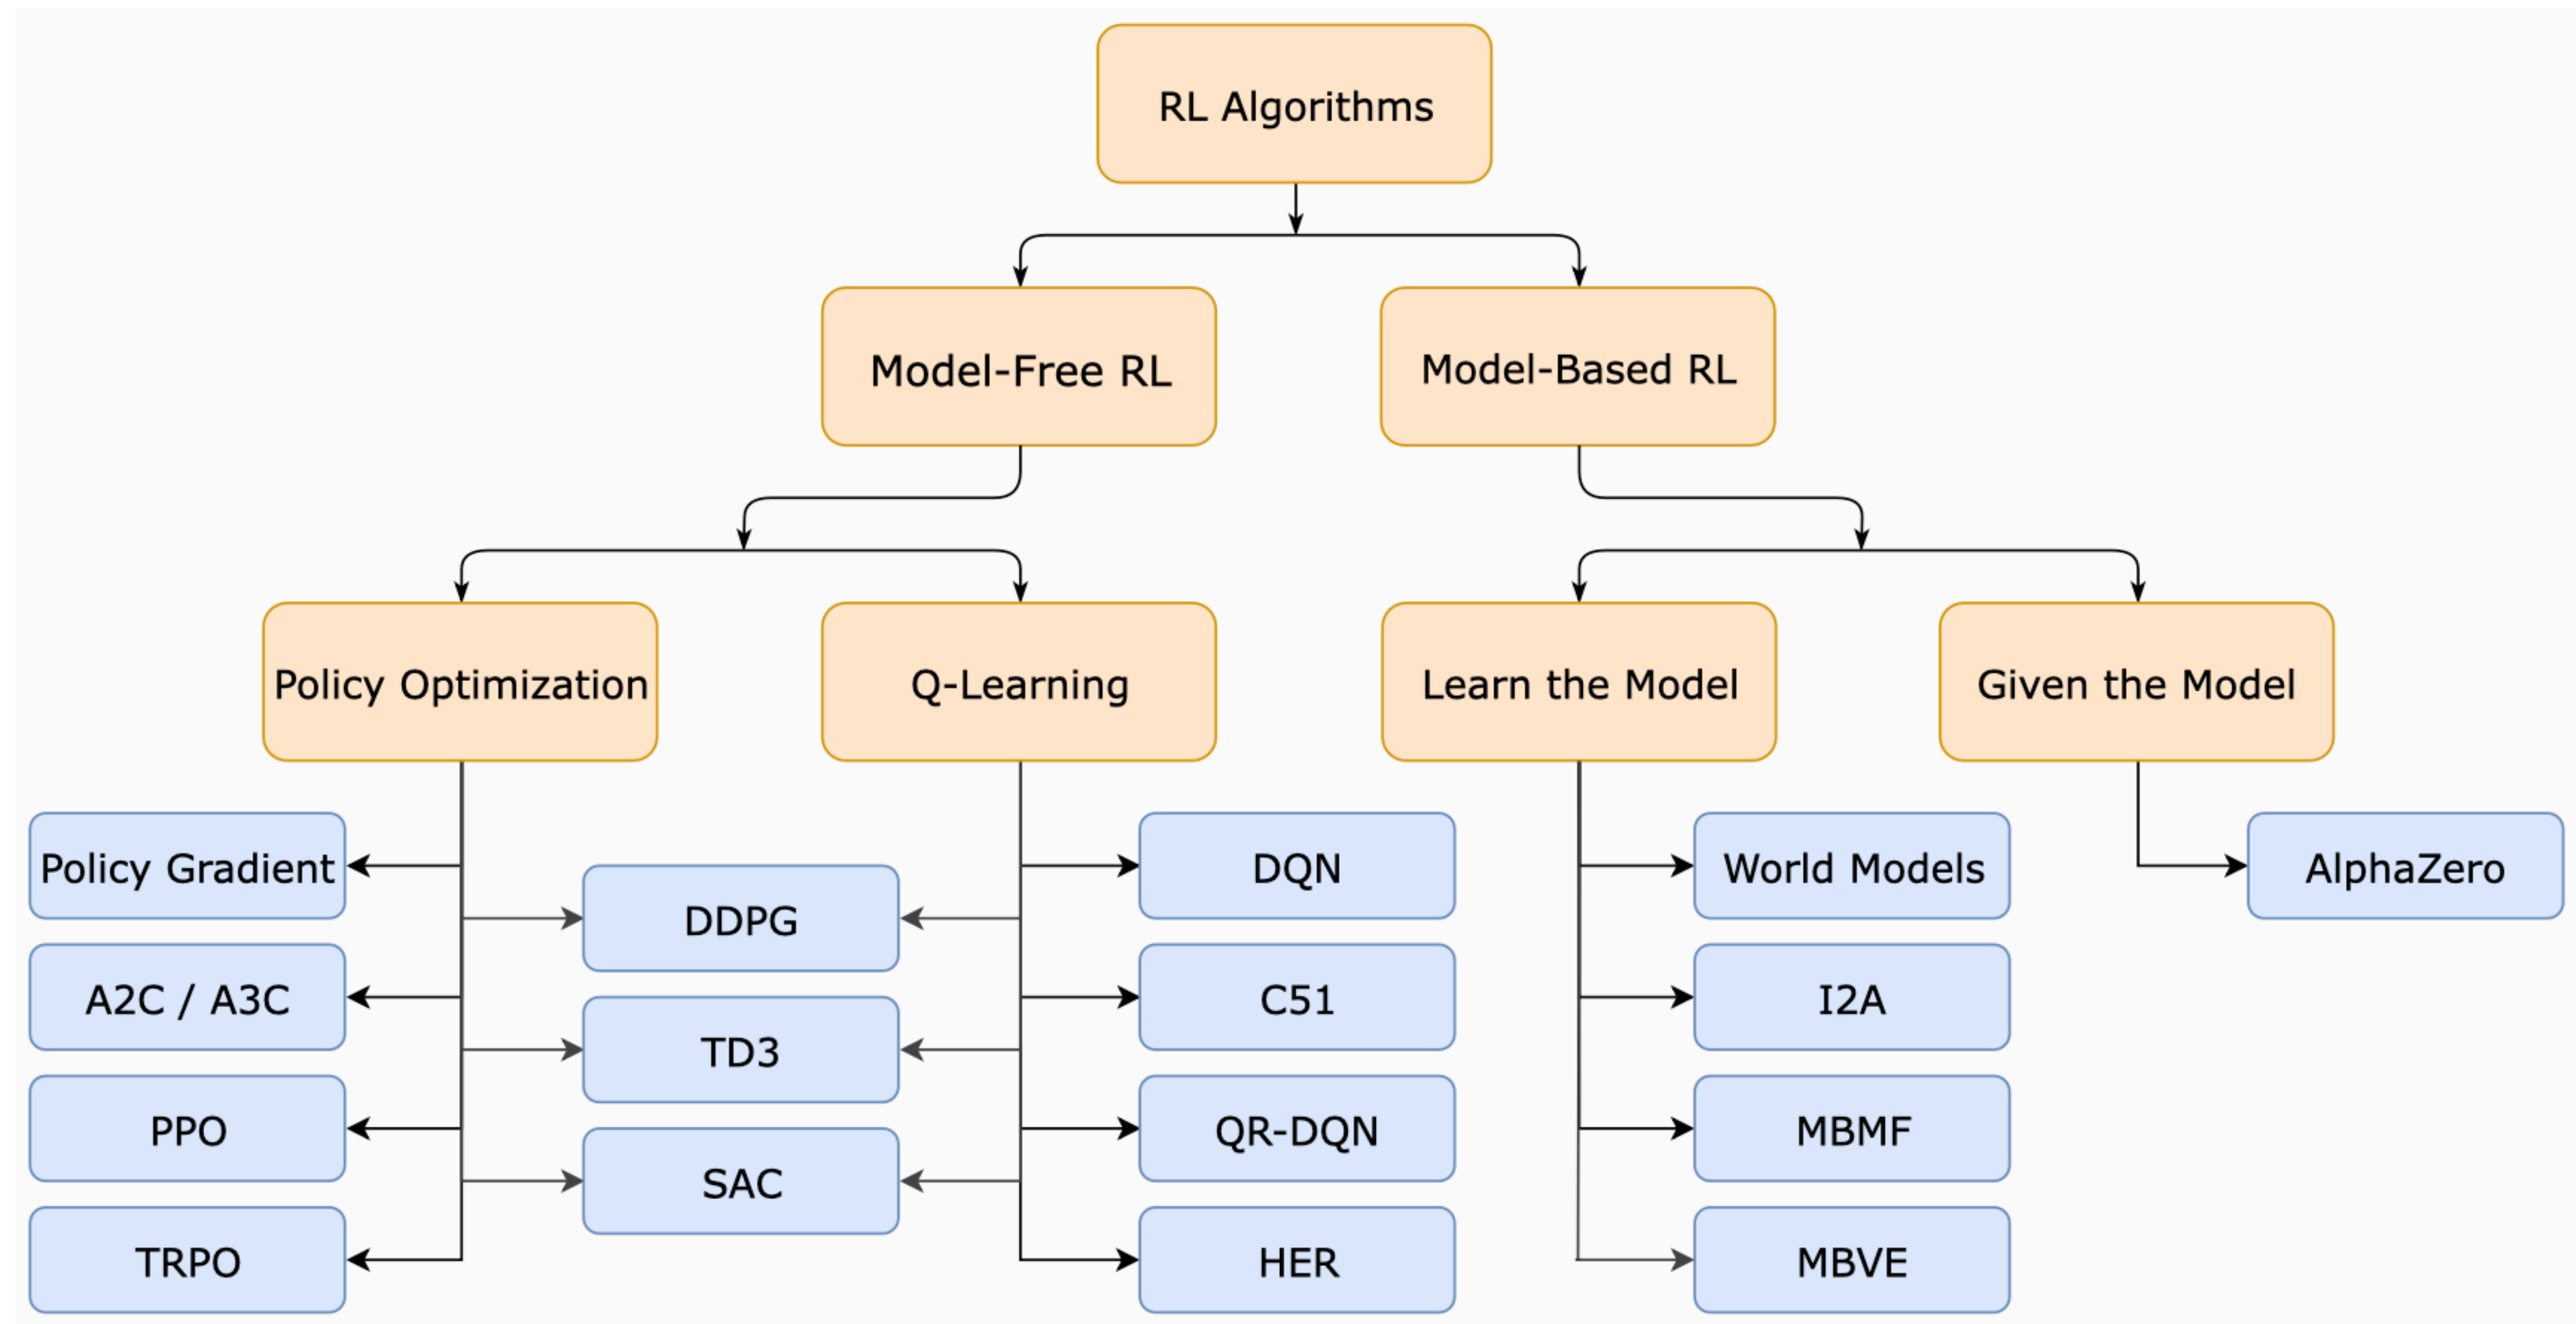 RL Algorithms
Model-Free RL
Model-Based RL
Policy Optimization
Q-Learning
Learn the Model
Given the Model
Policy Gradient
A2C / A3C
PPO
TRPO
DDPG
TD3
SAC
DQN
C51
QR-DQN
HER
World Models
I2A
MBMF
MBVE
AlphaZero